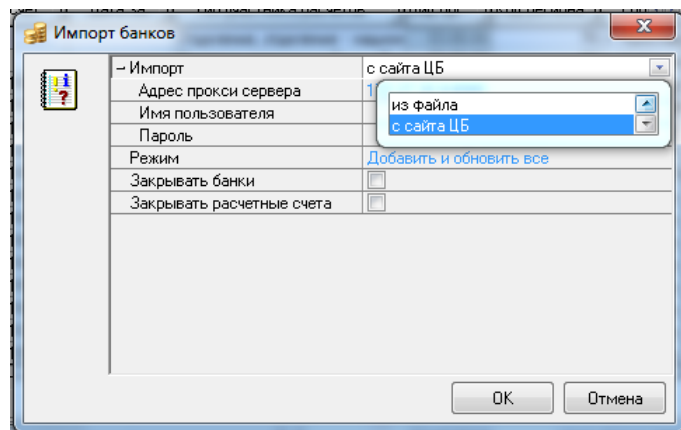 Импорт банков
Импорт
с сайта ЦБ
Адрес прокси сервера
из файла
с сайта ЦБ
Имя пользователя
Пароль
Режим
Добавить и обновить все
Закрывать банки
Закрывать расчетные счета
OK
Отмена